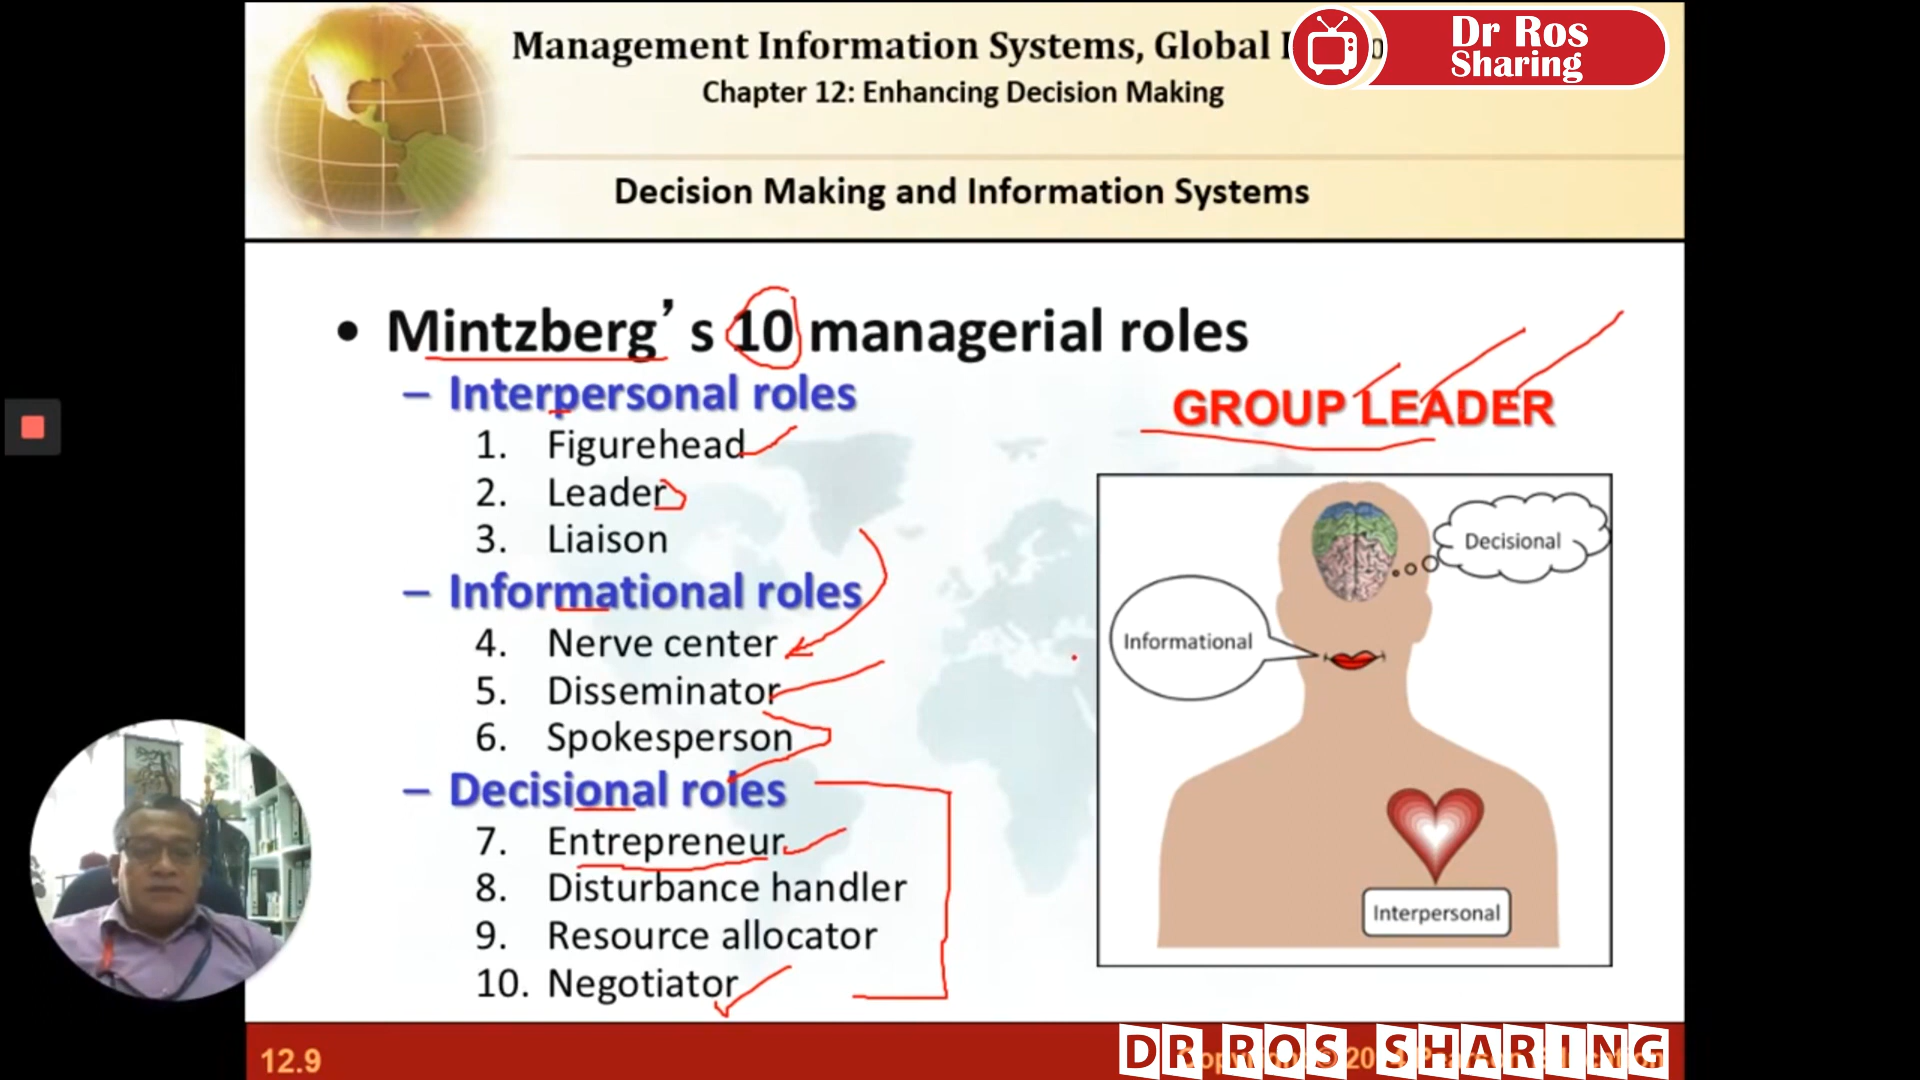 Management Information Systems, Global
Dr Ros
Sharing
Chapter 12: Enhancing Decision Making
Decision Making and Information Systems
• Mintzberg’s 10 managerial roles
– Interpersonal roles
1. Figurehead
2. Leader
3. Liaison
– Informational roles
4. Nerve center
5. Disseminator
6. Spokesperson
– Decisional roles
7. Entrepreneur
8. Disturbance handler
9. Resource allocator
10. Negotiator
GROUP LEADER
Decisional
Informational
Interpersonal
12.9
DR ROS SHARING